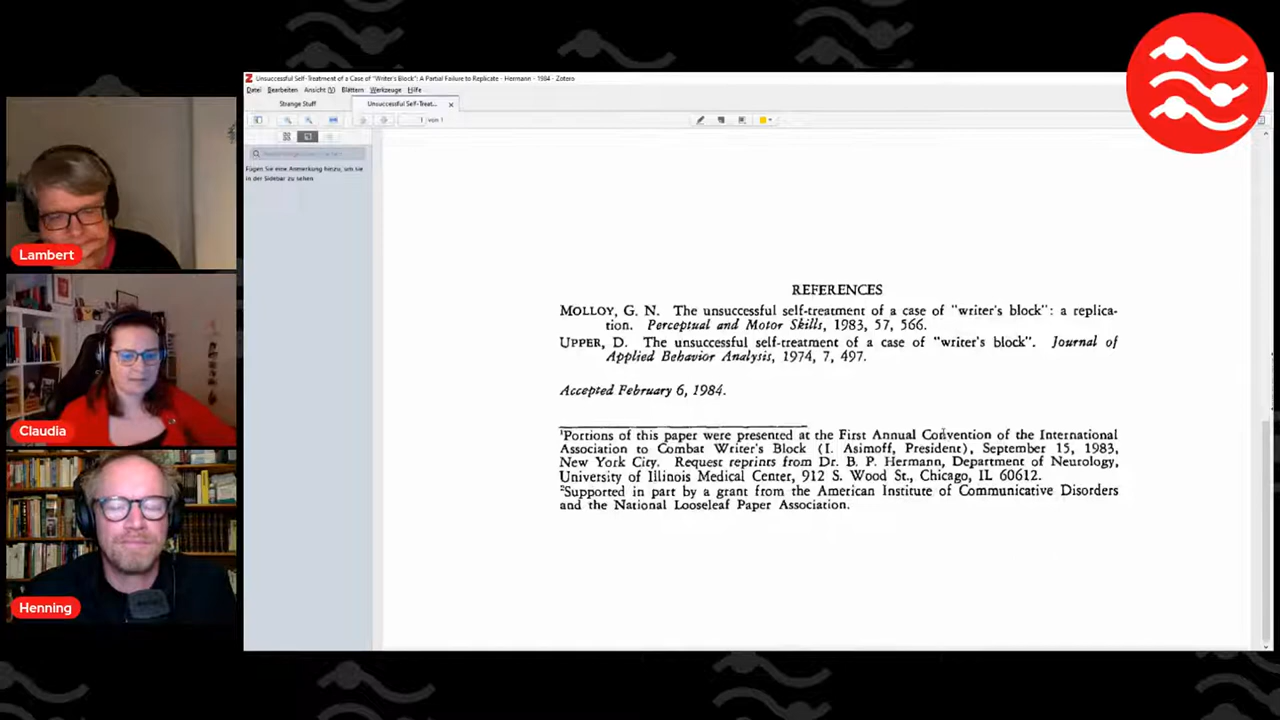 Unsuccessful Self-Treatment of a Case of "Writer's Block": A Partial Failure to Replicate - Hermann - 1984 - Zotero
Datei Bearbeiten Ansicht (V) Blättern Werkzeuge Hilfe
Strange Stuff
Unsuccessful Self-Treat...
1 von 1
Fügen Sie eine Anmerkung hinzu, um sie
in der Sidebar zu sehen
Lambert
Claudia
Henning
REFERENCES
MOLLOY, G. N. The unsuccessful self-treatment of a case of "writer's block": a replica-
tion. Perceptual and Motor Skills, 1983, 57, 566.
UPPER, D. The unsuccessful self-treatment of a case of "writer's block". Journal of
Applied Behavior Analysis, 1974, 7, 497.
Accepted February 6, 1984.
¹Portions of this paper were presented at the First Annual Convention of the International
Association to Combat Writer's Block (I. Asimoff, President), September 15, 1983,
New York City. Request reprints from Dr. B. P. Hermann, Department of Neurology,
University of Illinois Medical Center, 912 S. Wood St., Chicago, IL 60612.
²Supported in part by a grant from the American Institute of Communicative Disorders
and the National Looseleaf Paper Association.